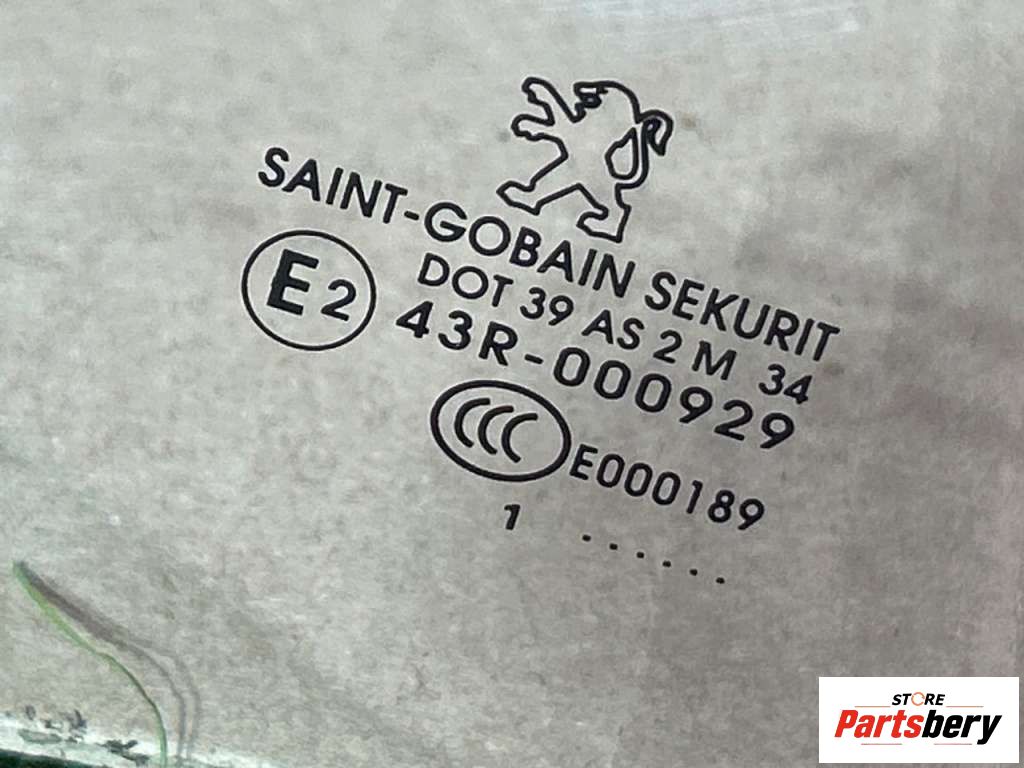 SAINT-GOBAIN SEKURIT
DOT 39 AS 2 M 34
E2 43R-000929
CCC E000189
1 ......
STORE
Partsbery